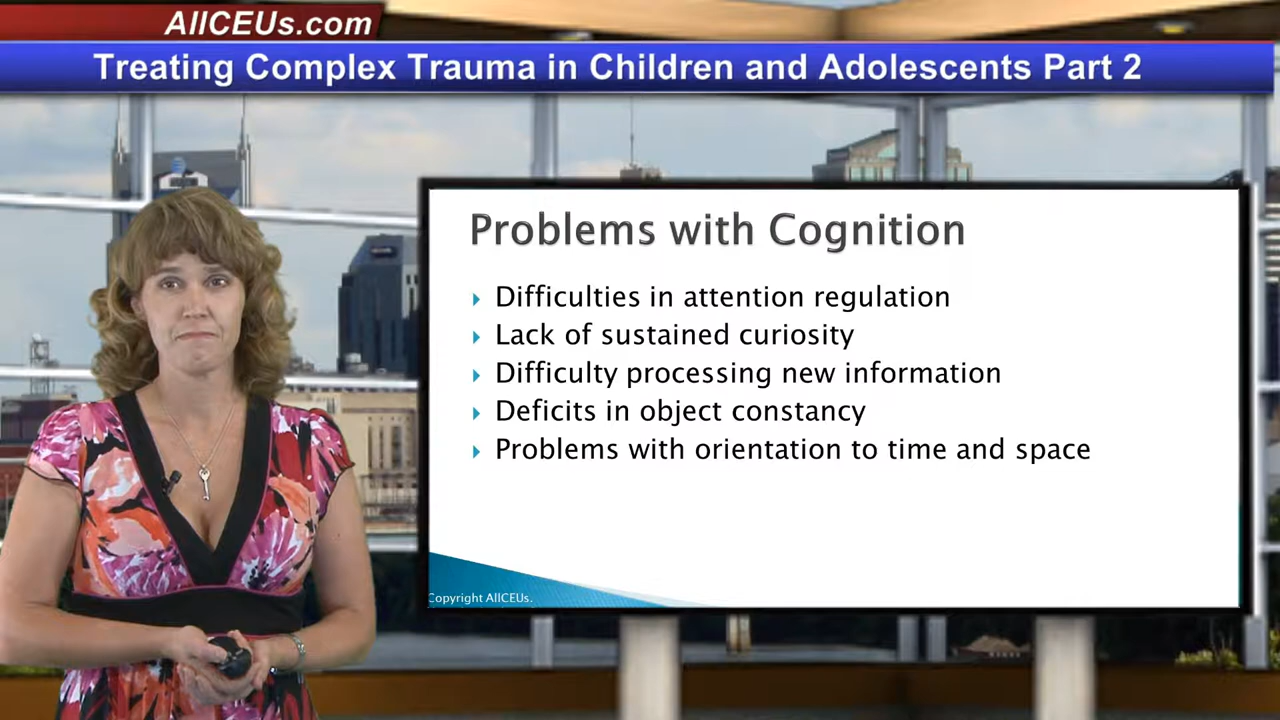 AllCEUs.com
Treating Complex Trauma in Children and Adolescents Part 2
Problems with Cognition
Difficulties in attention regulation
Lack of sustained curiosity
Difficulty processing new information
Deficits in object constancy
Problems with orientation to time and space
Copyright AllCEUs.